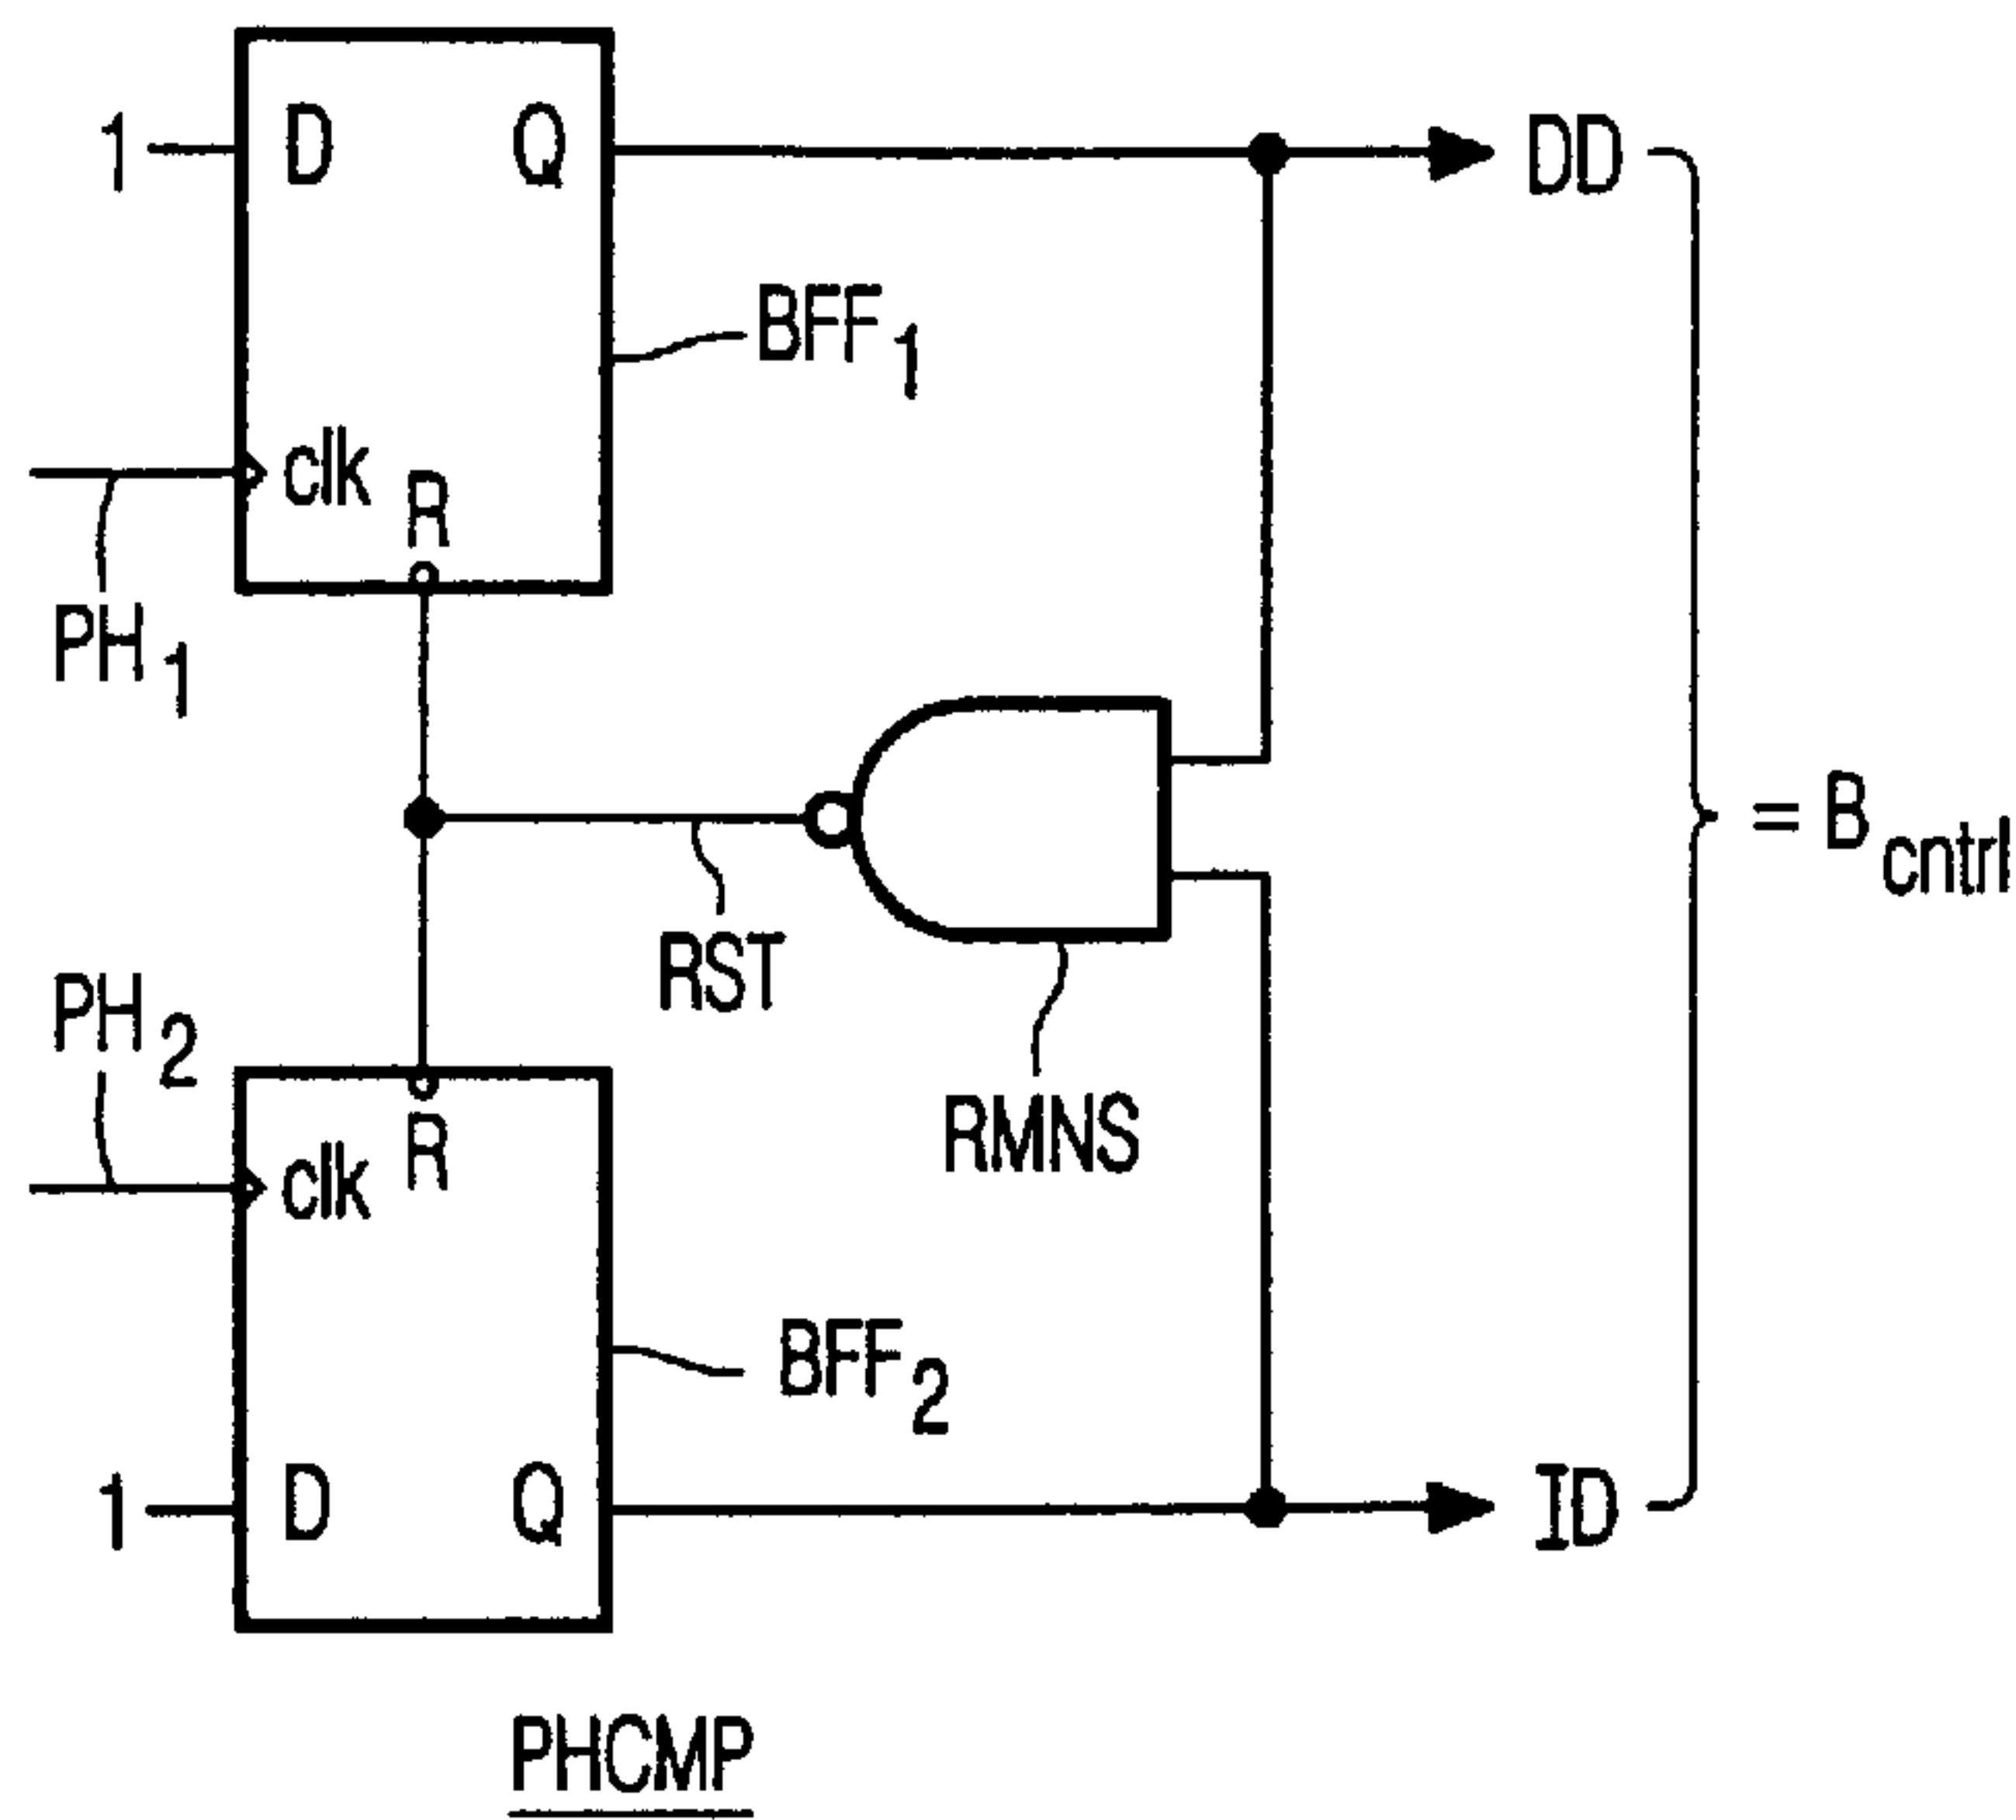 1
D
Q
DD
BFF1
clk
R
PH1
= Bcntrl
RST
PH2
RMNS
R
clk
BFF2
1
D
Q
ID
PHCMP